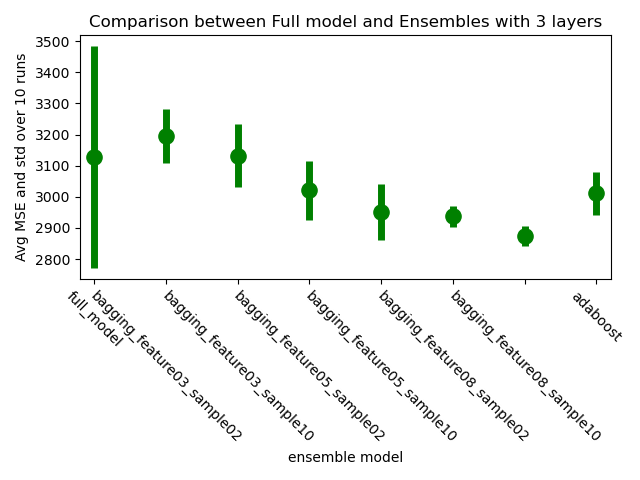 Comparison between Full model and Ensembles with 3 layers
Avg MSE and std over 10 runs
3500
3400
3300
3200
3100
3000
2900
2800
full_model
bagging_feature03_sample02
bagging_feature03_sample10
bagging_feature05_sample02
bagging_feature05_sample10
bagging_feature08_sample02
bagging_feature08_sample10
adaboost
ensemble model